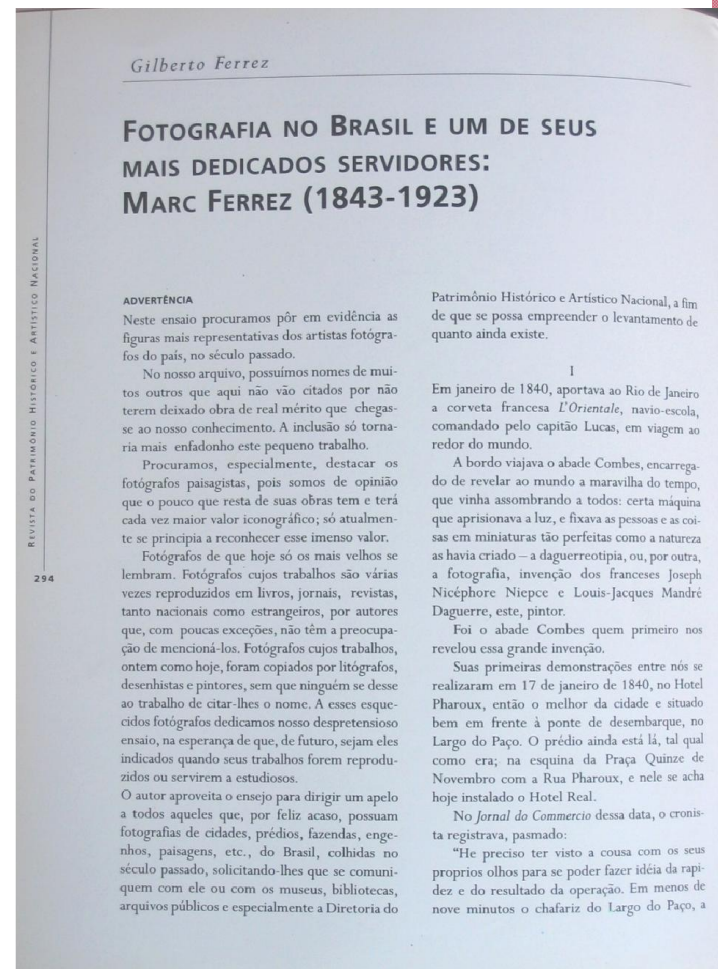 Gilberto Ferrez
FOTOGRAFIA NO BRASIL E UM DE SEUS
MAIS DEDICADOS SERVIDORES:
MARC FERREZ (1843-1923)
REVISTA DO PATRIMÔNIO HISTÓRICO E ARTÍSTICO NACIONAL
294
ADVERTÊNCIA
Neste ensaio procuramos pôr em evidência as
figuras mais representativas dos artistas fotógra-
fos do país, no século passado.
No nosso arquivo, possuímos nomes de mui-
tos outros que aqui não vão citados por não
terem deixado obra de real mérito que chegas-
se ao nosso conhecimento. A inclusão só torna-
ria mais enfadonho este pequeno trabalho.
Procuramos, especialmente, destacar os
fotógrafos paisagistas, pois somos de opinião
que o pouco que resta de suas obras tem e terá
cada vez maior valor iconográfico; só atualmen-
te se principia a reconhecer esse imenso valor.
Fotógrafos de que hoje só os mais velhos se
lembram. Fotógrafos cujos trabalhos são várias
vezes reproduzidos em livros, jornais, revistas,
tanto nacionais como estrangeiros, por autores
que, com poucas exceções, não têm a preocupa-
ção de mencioná-los. Fotógrafos cujos trabalhos,
ontem como hoje, foram copiados por litógrafos,
desenhistas e pintores, sem que ninguém se desse
ao trabalho de citar-lhes o nome. A esses esque-
cidos fotógrafos dedicamos nosso despretensioso
ensaio, na esperança de que, de futuro, sejam eles
indicados quando seus trabalhos forem reprodu-
zidos ou servirem a estudiosos.
O autor aproveita o ensejo para dirigir um apelo
a todos aqueles que, por feliz acaso, possuam
fotografias de cidades, prédios, fazendas, enge-
nhos, paisagens, etc., do Brasil, colhidas no
século passado, solicitando-lhes que se comuni-
quem com ele ou com os museus, bibliotecas,
arquivos públicos e especialmente a Diretoria do
Patrimônio Histórico e Artístico Nacional, a fim
de que se possa empreender o levantamento de
quanto ainda existe.
I
Em janeiro de 1840, aportava ao Rio de Janeiro
a corveta francesa L'Orientale, navio-escola,
comandado pelo capitão Lucas, em viagem ao
redor do mundo.
A bordo viajava o abade Combes, encarrega-
do de revelar ao mundo a maravilha do tempo,
que vinha assombrando a todos: certa máquina
que aprisionava a luz, e fixava as pessoas e as coi-
sas em miniaturas tão perfeitas como a natureza
as havia criado – a daguerreotipia, ou, por outra,
a fotografia, invenção dos franceses Joseph
Nicéphore Niepce e Louis-Jacques Mandré
Daguerre, este, pintor.
Foi o abade Combes quem primeiro nos
revelou essa grande invenção.
Suas primeiras demonstrações entre nós se
realizaram em 17 de janeiro de 1840, no Hotel
Pharoux, então o melhor da cidade e situado
bem em frente à ponte de desembarque, no
Largo do Paço. O prédio ainda está lá, tal qual
como era; na esquina da Praça Quinze de
Novembro com a Rua Pharoux, e nele se acha
hoje instalado o Hotel Real.
No Jornal do Commercio dessa data, o cronis-
ta registrava, pasmado:
“He preciso ter visto a cousa com os seus
proprios olhos para se poder fazer idéia da rapi-
dez e do resultado da operação. Em menos de
nove minutos o chafariz do Largo do Paço, a